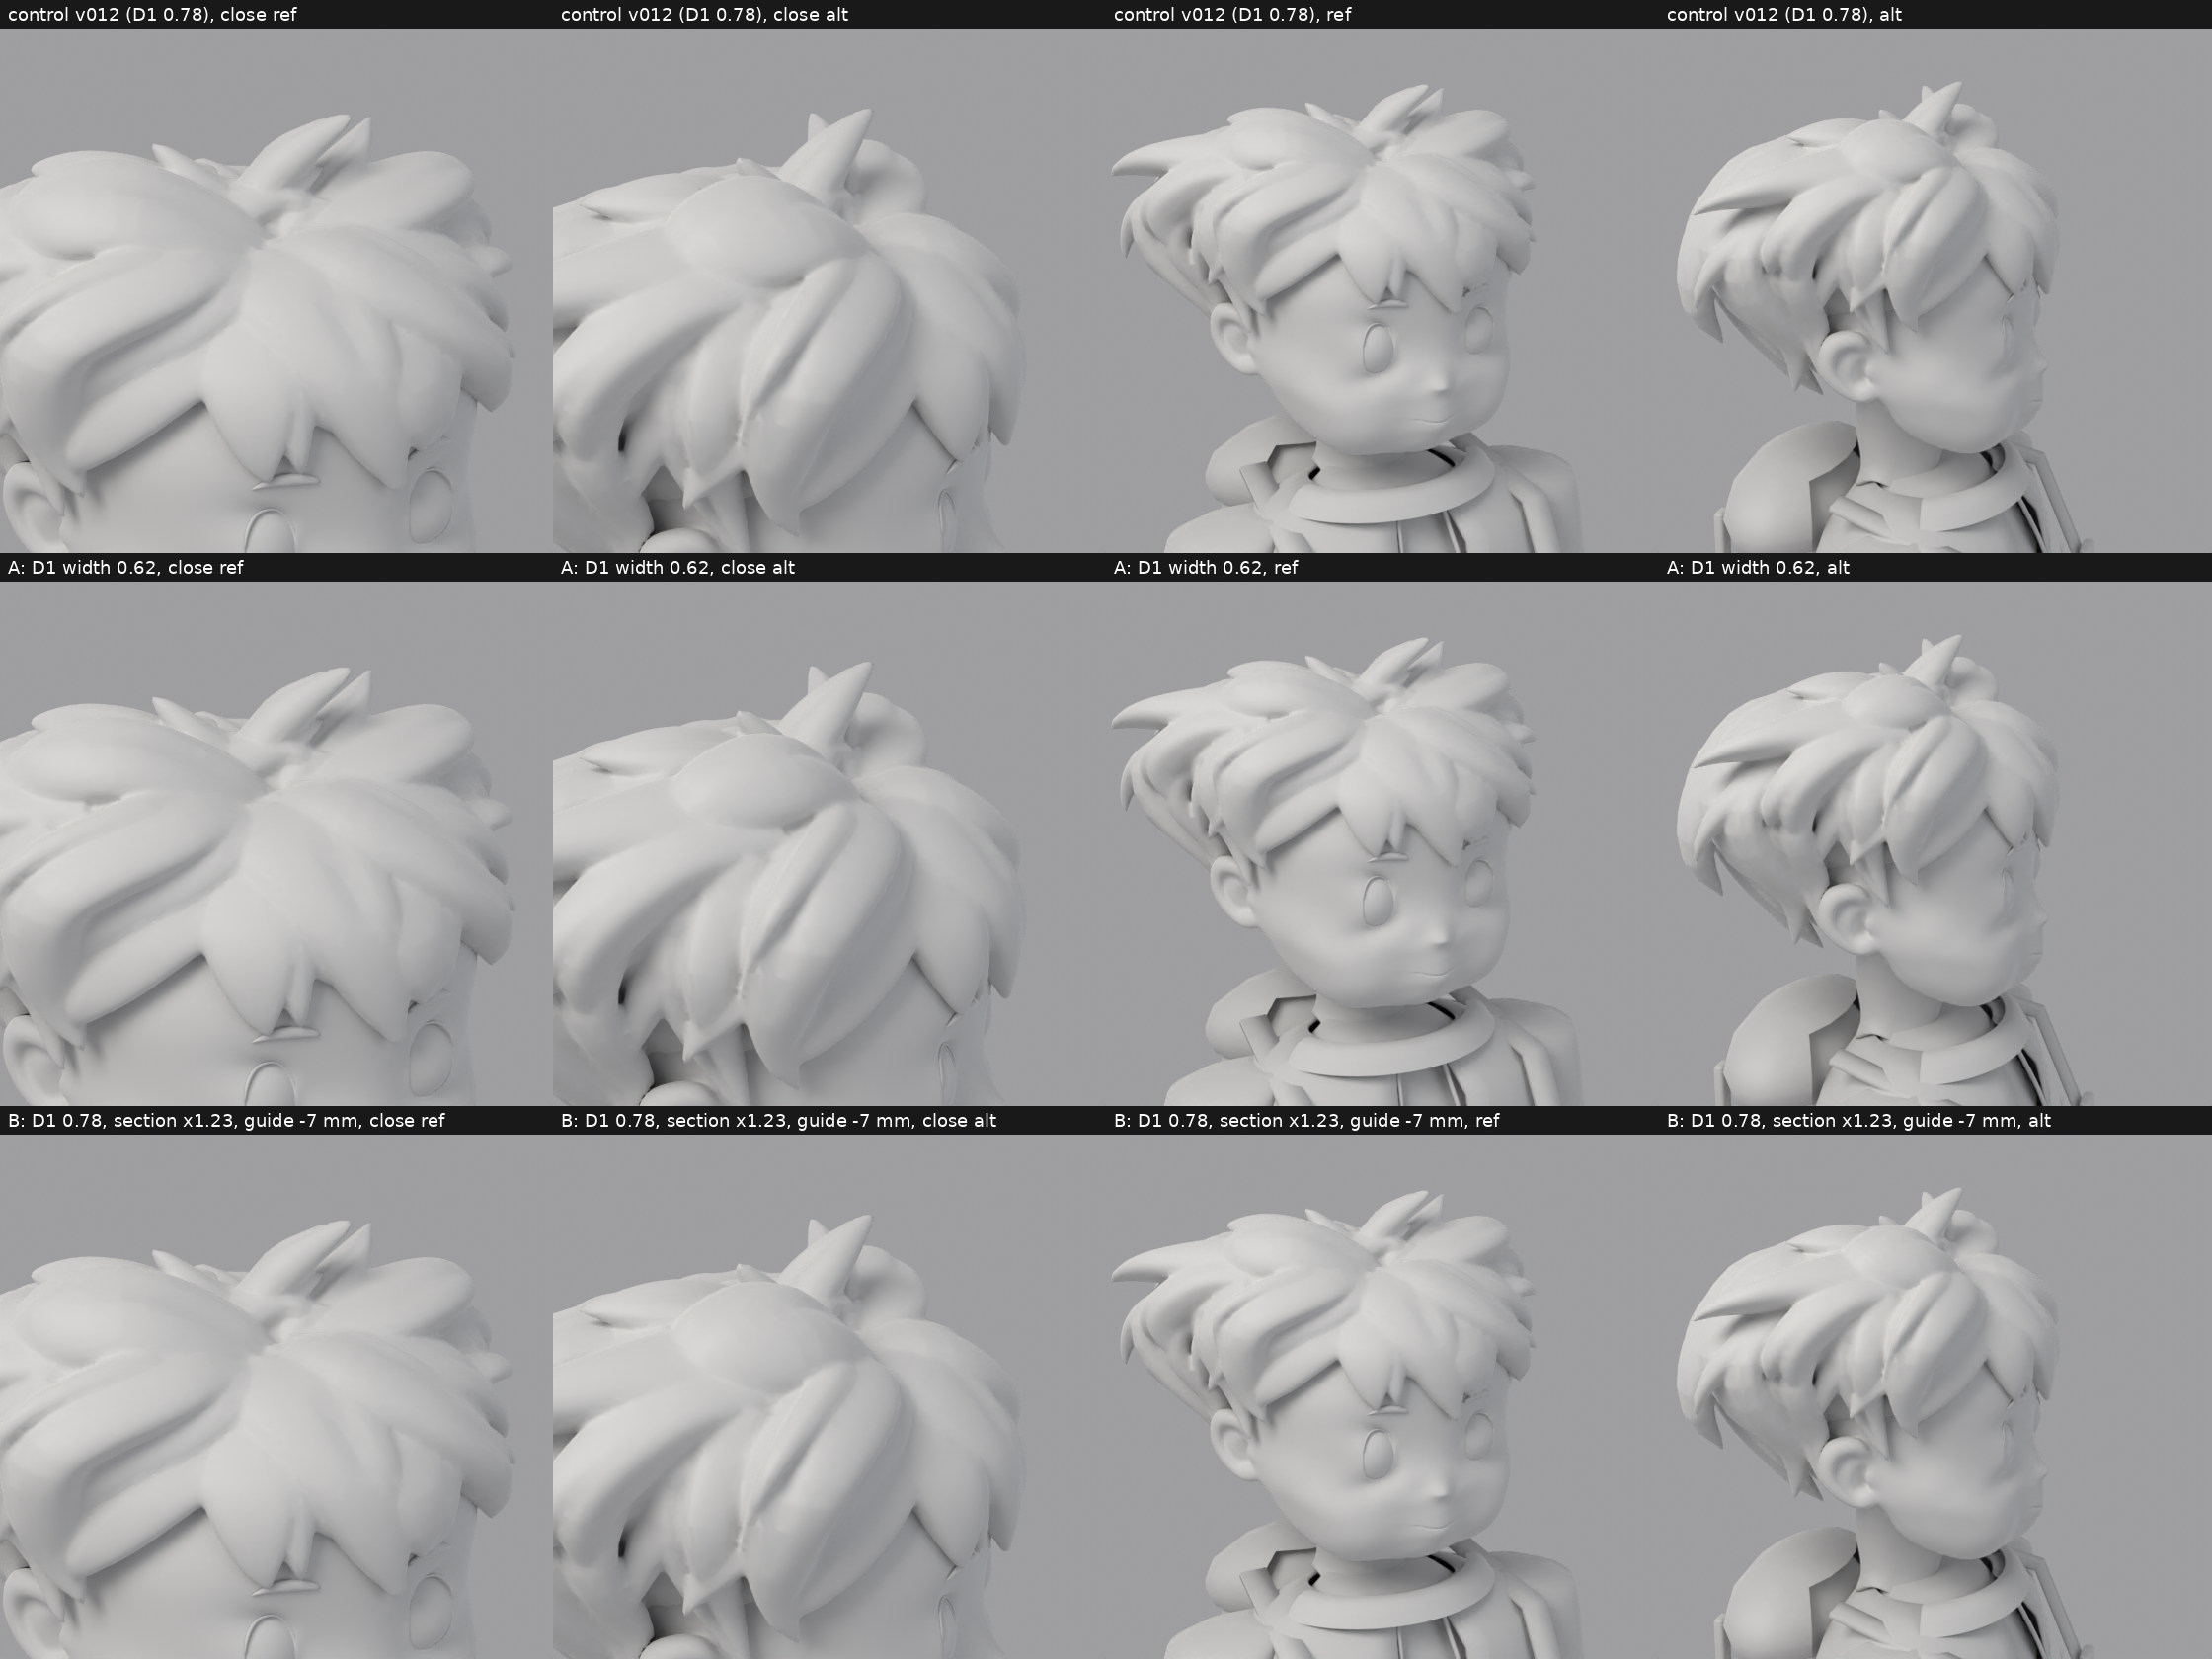 control v012 (D1 0.78), close ref
control v012 (D1 0.78), close alt
control v012 (D1 0.78), ref
control v012 (D1 0.78), alt
A: D1 width 0.62, close ref
A: D1 width 0.62, close alt
A: D1 width 0.62, ref
A: D1 width 0.62, alt
B: D1 0.78, section x1.23, guide -7 mm, close ref
B: D1 0.78, section x1.23, guide -7 mm, close alt
B: D1 0.78, section x1.23, guide -7 mm, ref
B: D1 0.78, section x1.23, guide -7 mm, alt